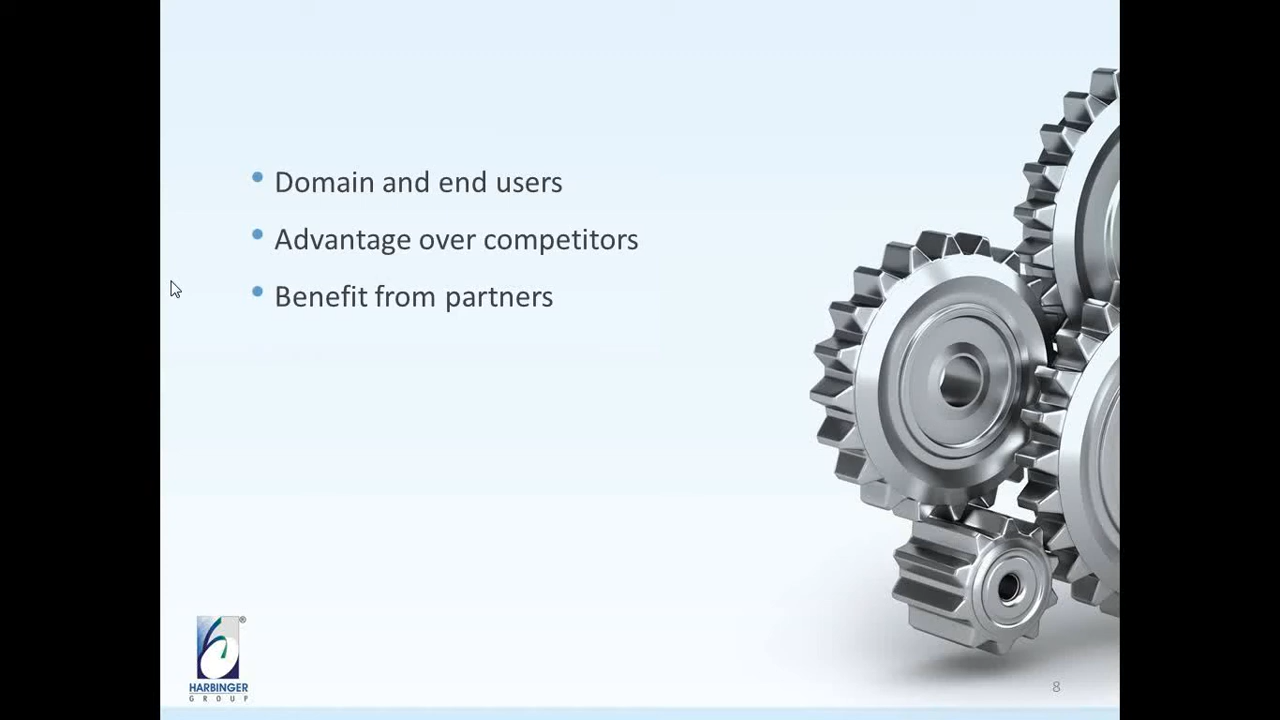 • Domain and end users
• Advantage over competitors
• Benefit from partners
®
HARBINGER
GROUP
8